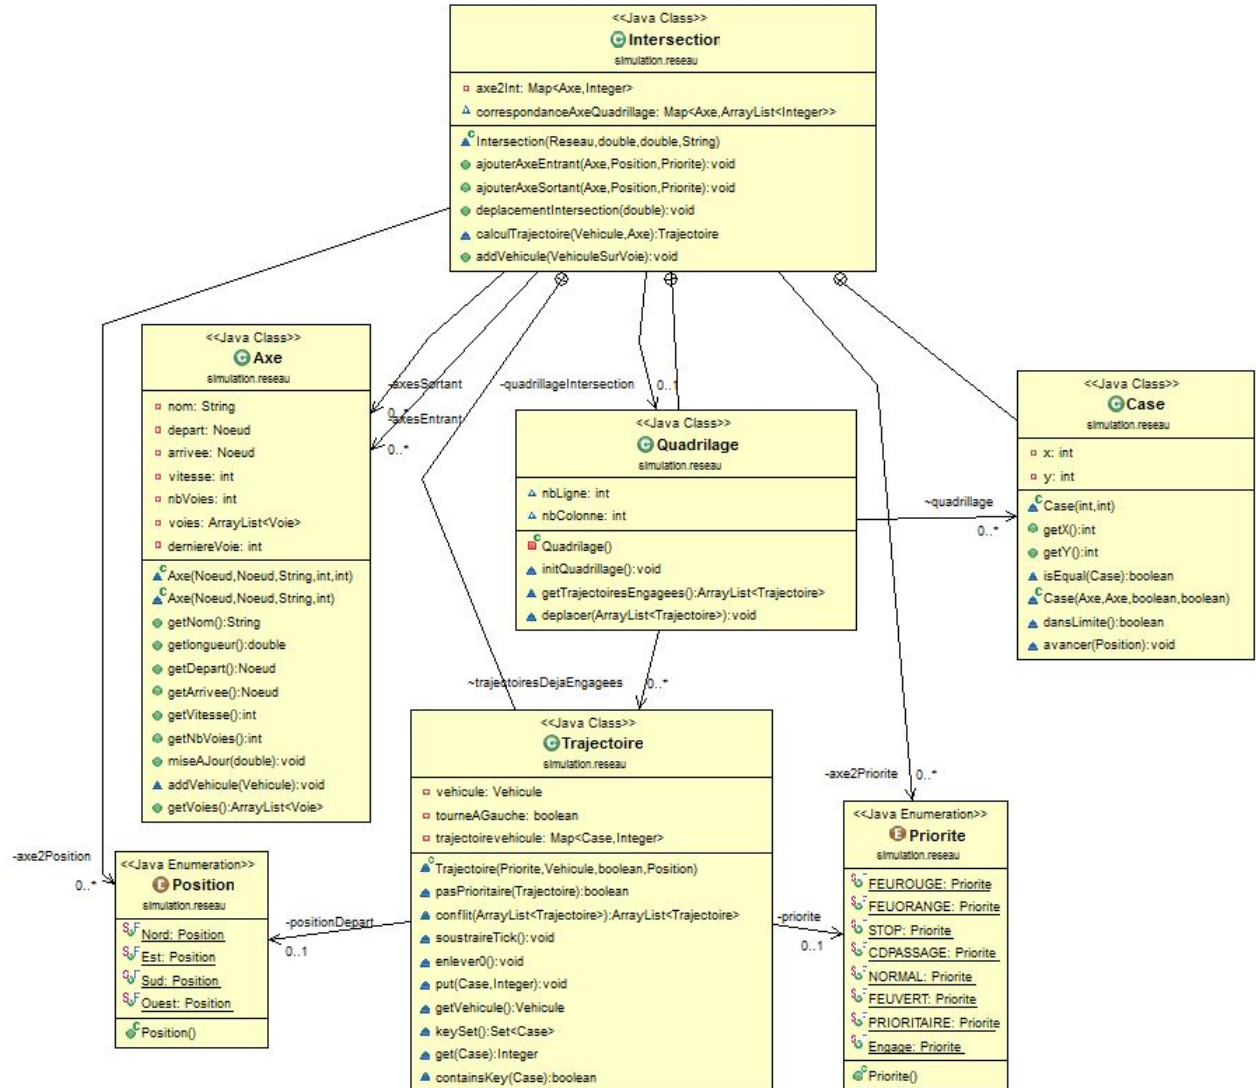 <<Java Class>>
Intersection
simulation.reseau
axe2Int: Map<Axe,Integer>
correspondanceAxeQuadrillage: Map<Axe,ArrayList<Integer>>
Intersection(Reseau,double,double,String)
ajouterAxeEntrant(Axe,Position,Priorite):void
ajouterAxeSortant(Axe,Position,Priorite):void
deplacementIntersection(double):void
calculTrajectoire(Vehicule,Axe):Trajectoire
addVehicule(VehiculeSurVoie):void
<<Java Class>>
Axe
simulation.reseau
nom: String
depart: Noeud
arrivee: Noeud
vitesse: int
nbVoies: int
voies: ArrayList<Voie>
derniereVoie: int
Axe(Noeud,Noeud,String,int,int)
Axe(Noeud,Noeud,String,int)
getNom():String
getlongueur():double
getDepart():Noeud
getArrivee():Noeud
getVitesse():int
getNbVoies():int
miseAJour(double):void
addVehicule(Vehicule):void
getVoies():ArrayList<Voie>
-axesSortant
0..*
-axesEntrant
0..*
-quadrillageIntersection
0..1
<<Java Class>>
Quadrilage
simulation.reseau
nbLigne: int
nbColonne: int
Quadrilage()
initQuadrillage():void
getTrajectoiresEngagees():ArrayList<Trajectoire>
deplacer(ArrayList<Trajectoire>):void
~quadrillage
0..*
<<Java Class>>
Case
simulation.reseau
x: int
y: int
Case(int,int)
getX():int
getY():int
isEqual(Case):boolean
Case(Axe,Axe,boolean,boolean)
dansLimite():boolean
avancer(Position):void
~trajectoiresDejaEngagees
0..*
<<Java Class>>
Trajectoire
simulation.reseau
vehicule: Vehicule
tourneAGauche: boolean
trajectoirevehicule: Map<Case,Integer>
Trajectoire(Priorite,Vehicule,boolean,Position)
pasPrioritaire(Trajectoire):boolean
conflit(ArrayList<Trajectoire>):ArrayList<Trajectoire>
soustraireTick():void
enlever0():void
put(Case,Integer):void
getVehicule():Vehicule
keySet():Set<Case>
get(Case):Integer
containsKey(Case):boolean
-axe2Position
0..*
<<Java Enumeration>>
Position
simulation.reseau
Nord: Position
Est: Position
Sud: Position
Ouest: Position
Position()
-positionDepart
0..1
-priorite
0..1
-axe2Priorite
0..*
<<Java Enumeration>>
Priorite
simulation.reseau
FEUROUGE: Priorite
FEUORANGE: Priorite
STOP: Priorite
CDPASSAGE: Priorite
NORMAL: Priorite
FEUVERT: Priorite
PRIORITAIRE: Priorite
Engage: Priorite
Priorite()